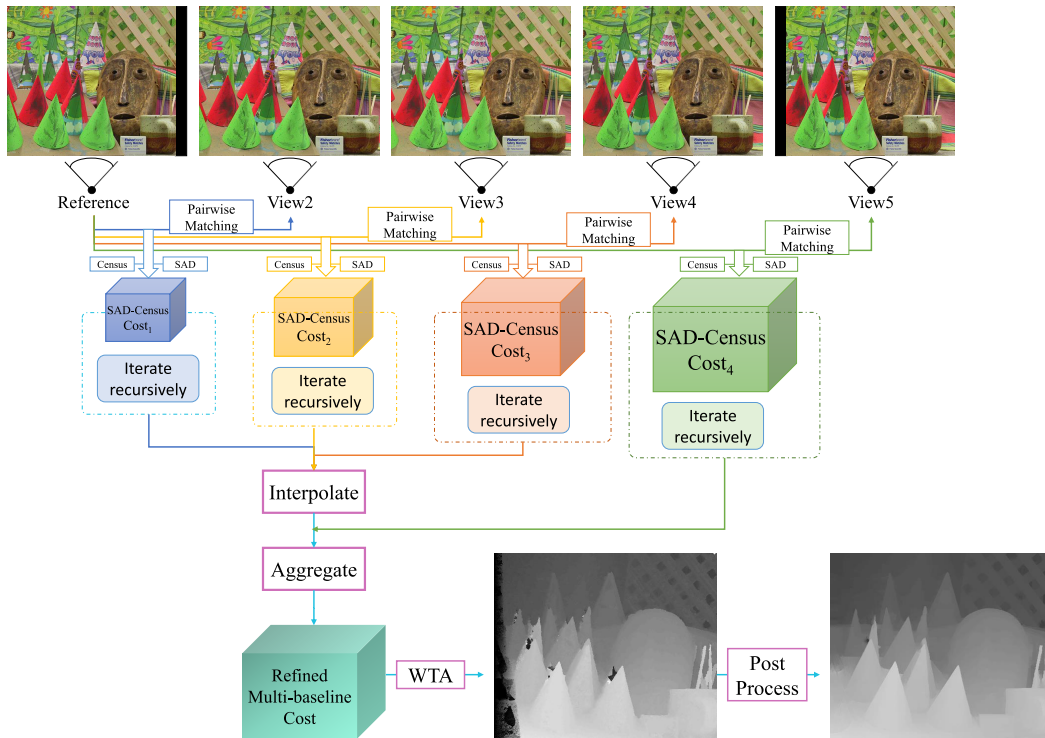 Reference
View2
View3
View4
View5
Pairwise
Matching
Pairwise
Matching
Pairwise
Matching
Pairwise
Matching
Census
SAD
Census
SAD
Census
SAD
Census
SAD
SAD-Census
Cost1
SAD-Census
Cost2
SAD-Census
Cost3
SAD-Census
Cost4
Iterate
recursively
Iterate
recursively
Iterate
recursively
Iterate
recursively
Interpolate
Aggregate
Refined
Multi-baseline
Cost
WTA
Post
Process